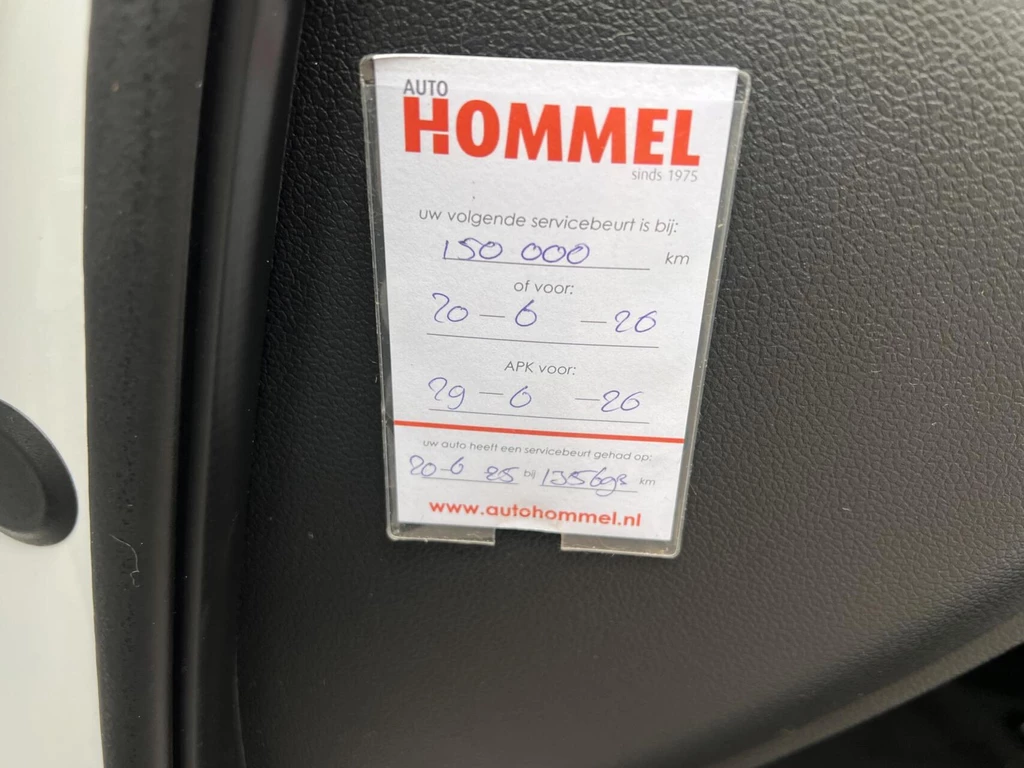 AUTO
HOMMEL
sinds 1975
uw volgende servicebeurt is bij:
150 000 km
of voor:
20 - 6 - 26
APK voor:
29 - 6 - 26
uw auto heeft een servicebeurt gehad op:
20-6 25 bij km
www.autohommel.nl